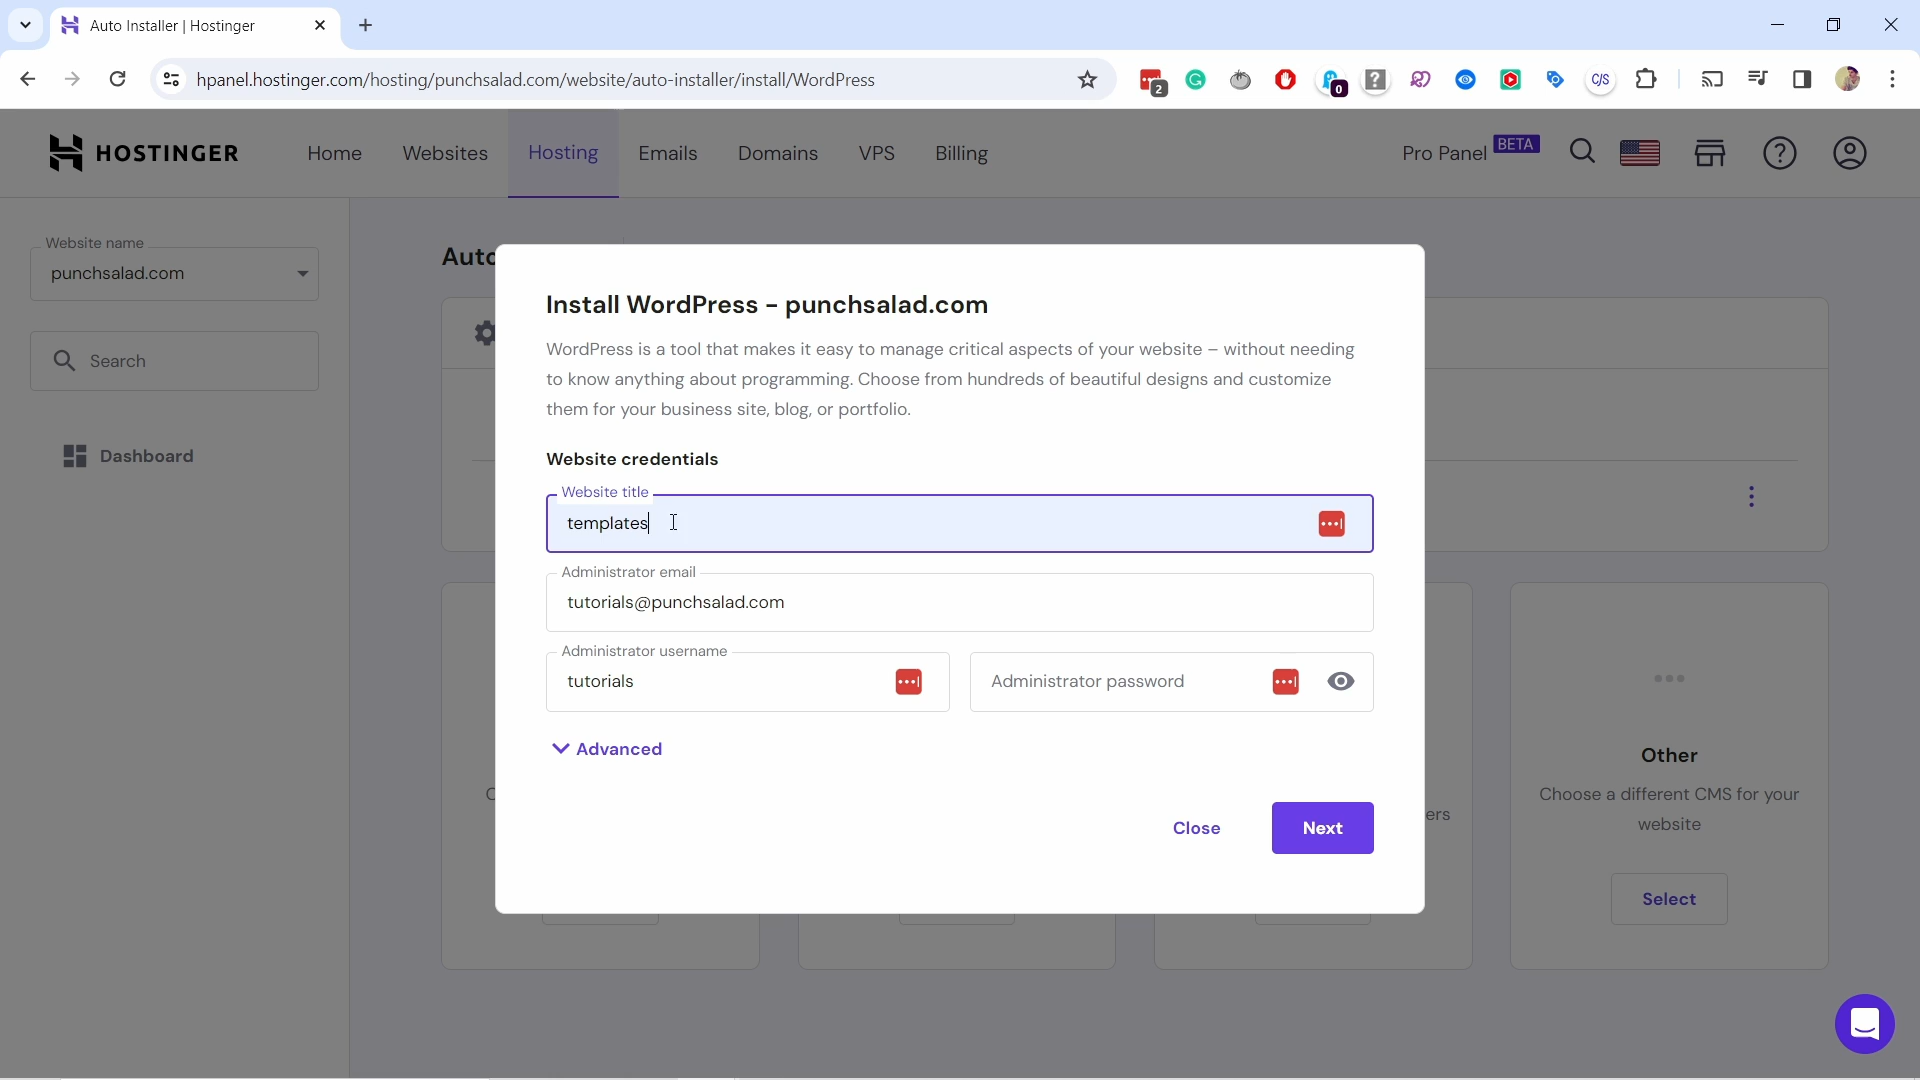 Auto Installer | Hostinger
hpanel.hostinger.com/hosting/punchsalad.com/website/auto-installer/install/WordPress
2
0
C/S
HOSTINGER
Home
Websites
Hosting
Emails
Domains
VPS
Billing
Pro Panel BETA
Website name
punchsalad.com
Search
Dashboard
Auto
Install WordPress – punchsalad.com
WordPress is a tool that makes it easy to manage critical aspects of your website – without needing
to know anything about programming. Choose from hundreds of beautiful designs and customize
them for your business site, blog, or portfolio.
Website credentials
Website title
templates
Administrator email
tutorials@punchsalad.com
Administrator username
tutorials
Administrator password
Advanced
Close
Next
C
ers
Other
Choose a different CMS for your
website
Select